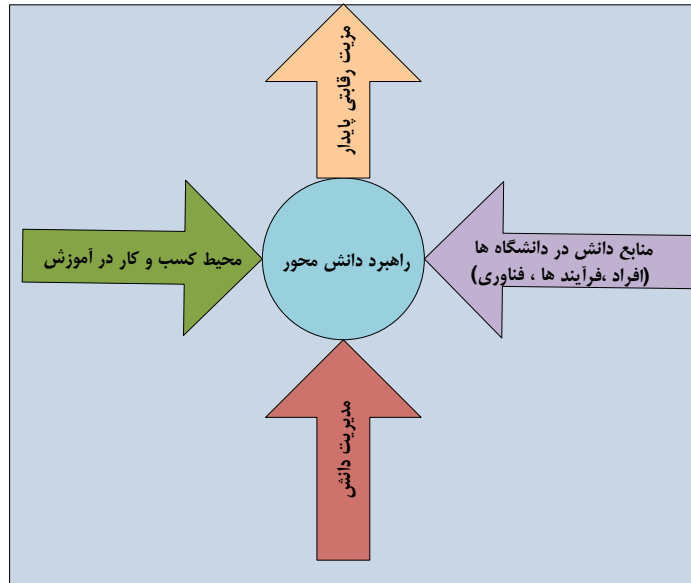 مزیت رقابتی پایدار
منابع دانش در دانشگاه ها
(افراد ،فرآیند ها ، فناوری)
راهبرد دانش محور
محیط کسب و کار در آموزش
مدیریت دانش